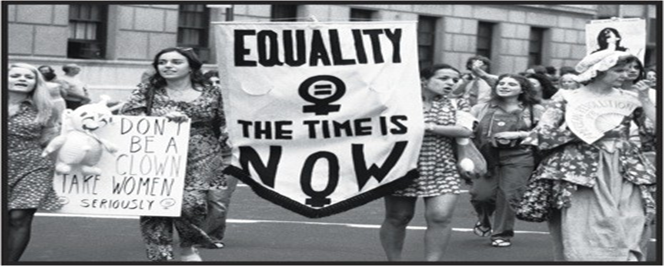 EQUALITY
THE TIME IS
NOW
DON'T
BE A
CLOWN
TAKE WOMEN
SERIOUSLY